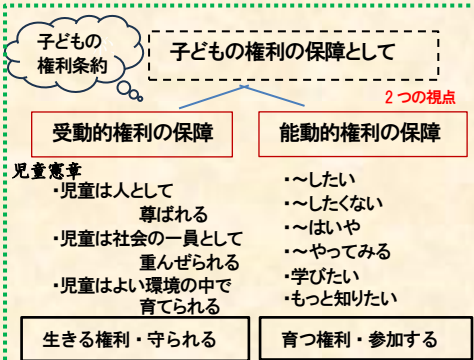 子どもの
権利条約
子どもの権利の保障として
2つの視点
受動的権利の保障
児童憲章
・児童は人として
尊ばれる
・児童は社会の一員として
重んぜられる
・児童はよい環境の中で
育てられる
生きる権利・守られる
能動的権利の保障
・～したい
・～したくない
・～はいや
・～やってみる
・学びたい
・もっと知りたい
育つ権利・参加する